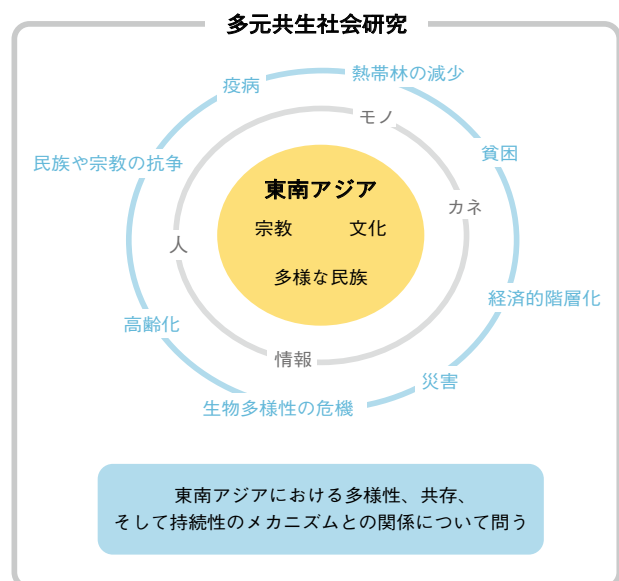 多元共生社会研究
熱帯林の減少
疫病
モノ
民族や宗教の抗争
貧困
東南アジア
カネ
宗教 文化
人
多様な民族
経済的階層化
高齢化
情報
災害
生物多様性の危機
東南アジアにおける多様性、共存、
そして持続性のメカニズムとの関係について問う